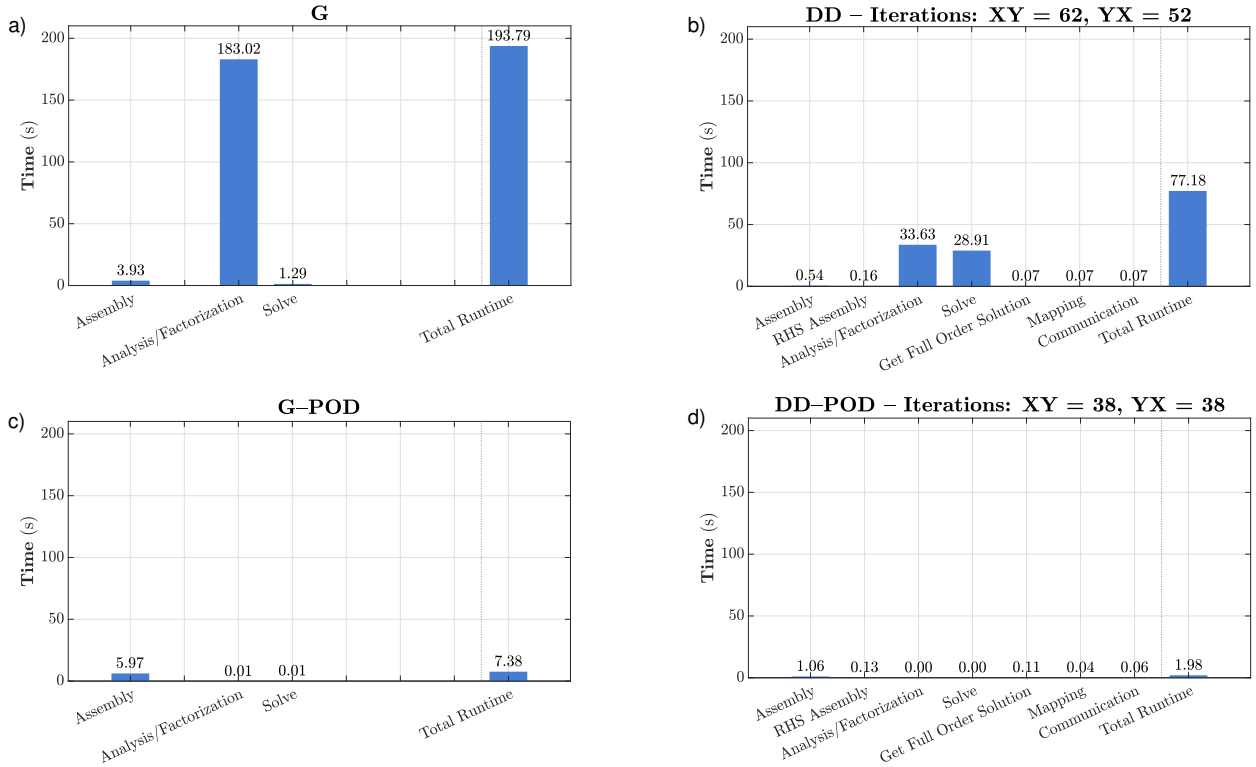 a)
G
Time (s)
200
150
100
50
0
3.93
183.02
1.29
193.79
Assembly
Analysis/Factorization
Solve
Total Runtime
b)
DD – Iterations: XY = 62, YX = 52
Time (s)
200
150
100
50
0
0.54
0.16
33.63
28.91
0.07
0.07
0.07
77.18
Assembly
RHS Assembly
Analysis/Factorization
Solve
Get Full Order Solution
Mapping
Communication
Total Runtime
c)
G–POD
Time (s)
200
150
100
50
0
5.97
0.01
0.01
7.38
Assembly
Analysis/Factorization
Solve
Total Runtime
d)
DD–POD – Iterations: XY = 38, YX = 38
Time (s)
200
150
100
50
0
1.06
0.13
0.00
0.00
0.11
0.04
0.06
1.98
Assembly
RHS Assembly
Analysis/Factorization
Solve
Get Full Order Solution
Mapping
Communication
Total Runtime